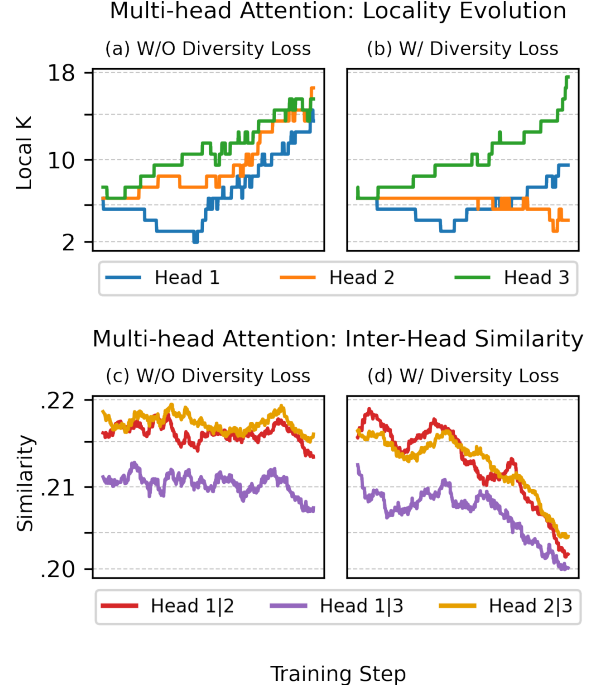 Multi-head Attention: Locality Evolution
(a) W/O Diversity Loss (b) W/ Diversity Loss
18
10
2
Local K
Head 1 Head 2 Head 3
Multi-head Attention: Inter-Head Similarity
(c) W/O Diversity Loss (d) W/ Diversity Loss
.22
.21
.20
Similarity
Head 1|2 Head 1|3 Head 2|3
Training Step